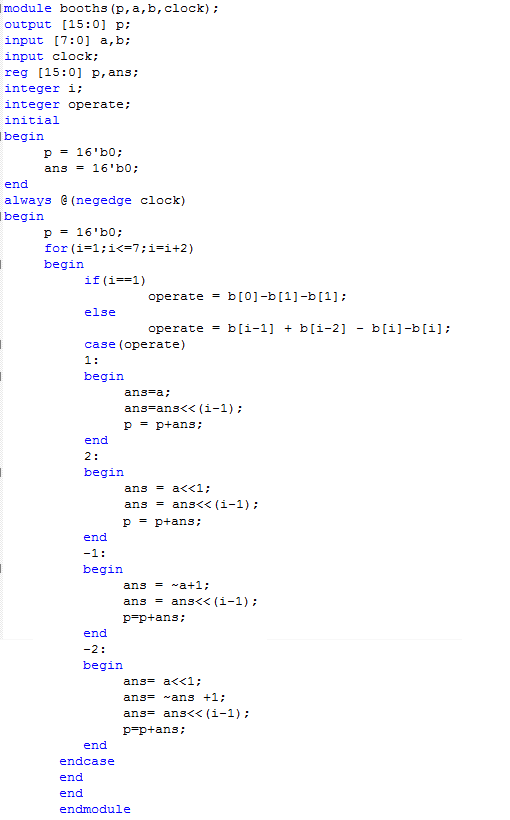 module booths(p,a,b,clock);
output [15:0] p;
input [7:0] a,b;
input clock;
reg [15:0] p,ans;
integer i;
integer operate;
initial
begin
p = 16'b0;
ans = 16'b0;
end
always @(negedge clock)
begin
p = 16'b0;
for(i=1;i<=7;i=i+2)
begin
if(i==1)
operate = b[0]-b[1]-b[1];
else
operate = b[i-1] + b[i-2] - b[i]-b[i];
case(operate)
1:
begin
ans=a;
ans=ans<<(i-1);
p = p+ans;
end
2:
begin
ans = a<<1;
ans = ans<<(i-1);
p = p+ans;
end
-1:
begin
ans = ~a+1;
ans = ans<<(i-1);
p=p+ans;
end
-2:
begin
ans= a<<1;
ans= ~ans +1;
ans= ans<<(i-1);
p=p+ans;
end
endcase
end
end
endmodule